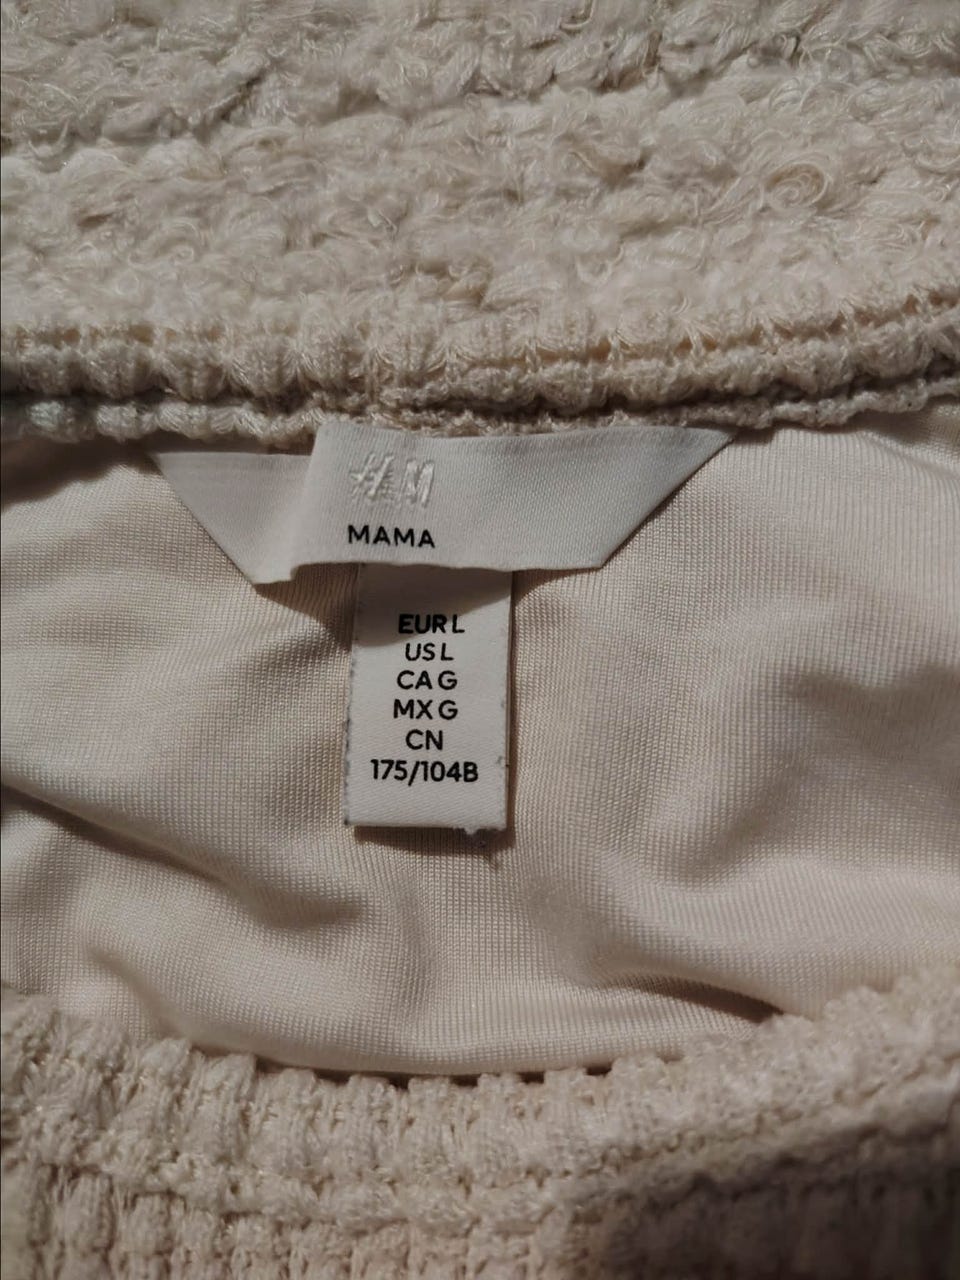 H&M
MAMA
EUR L
US L
CA G
MX G
CN
175/104B